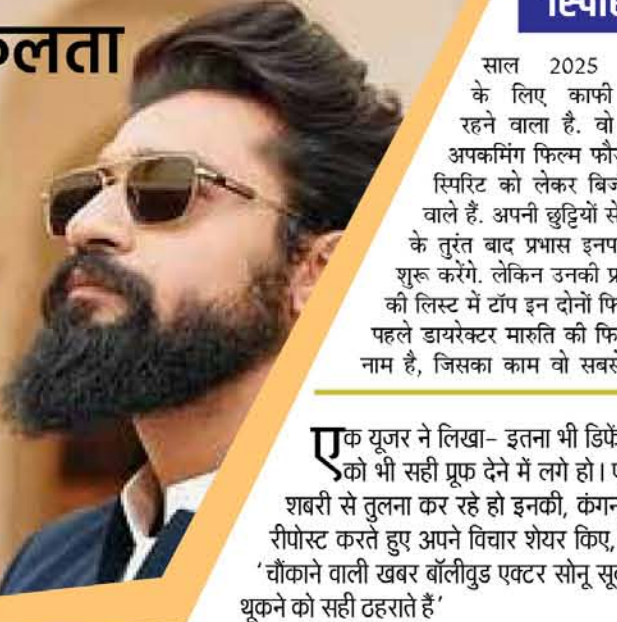 साल 2025
के लिए काफी
रहने वाला है. वो
अपकमिंग फिल्म
स्पिरिट को लेकर
वाले हैं. अपनी छुट्टियों
के तुरंत बाद प्रभास
शुरू करेंगे. लेकिन उनकी
की लिस्ट में टॉप इन दोनों
पहले डायरेक्टर मारुति की
नाम है, जिसका काम वो
एक यूजर ने लिखा– इतना भी
को भी सही प्रूफ देने में लगे हो।
शबरी से तुलना कर रहे हो इनकी,
रीपोस्ट करते हुए अपने विचार शेयर किए,
‘चौंकाने वाली खबर बॉलीवुड एक्टर सोनू
थूकने को सही ठहराते हैं’